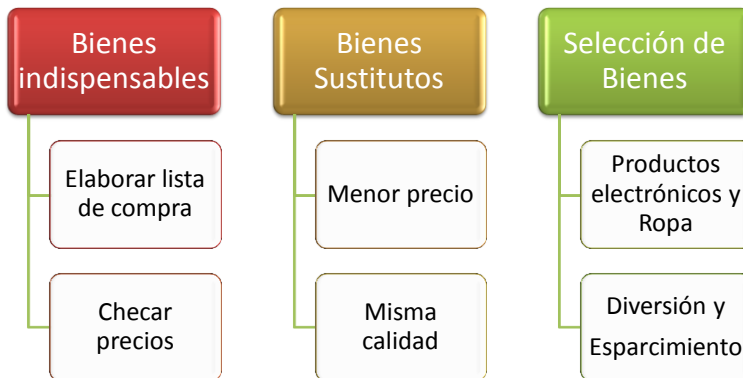 Bienes
indispensables
Elaborar lista
de compra
Checar
precios
Bienes
Sustitutos
Menor precio
Misma
calidad
Selección de
Bienes
Productos
electrónicos y
Ropa
Diversión y
Esparcimiento